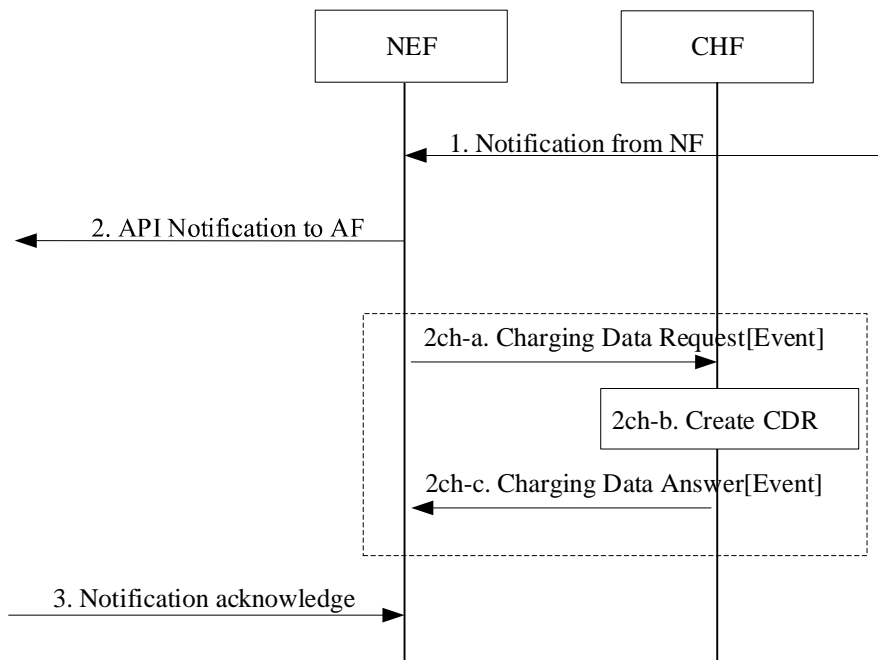 NEF
CHF
1. Notification from NF
2. API Notification to AF
2ch-a. Charging Data Request[Event]
2ch-b. Create CDR
2ch-c. Charging Data Answer[Event]
3. Notification acknowledge